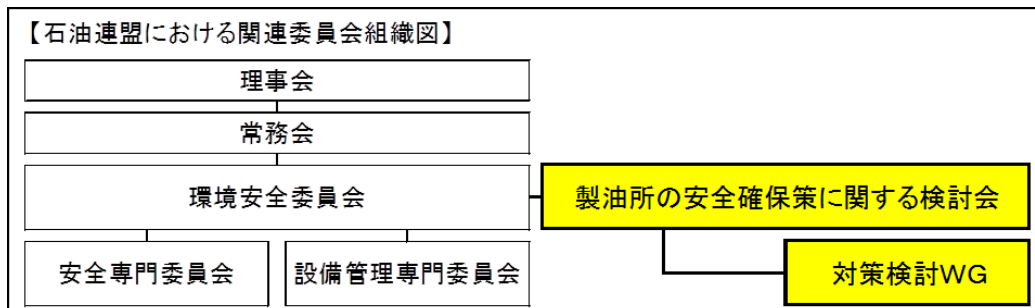 【石油連盟における関連委員会組織図】
理事会
常務会
環境安全委員会
製油所の安全確保策に関する検討会
安全専門委員会
設備管理専門委員会
対策検討WG